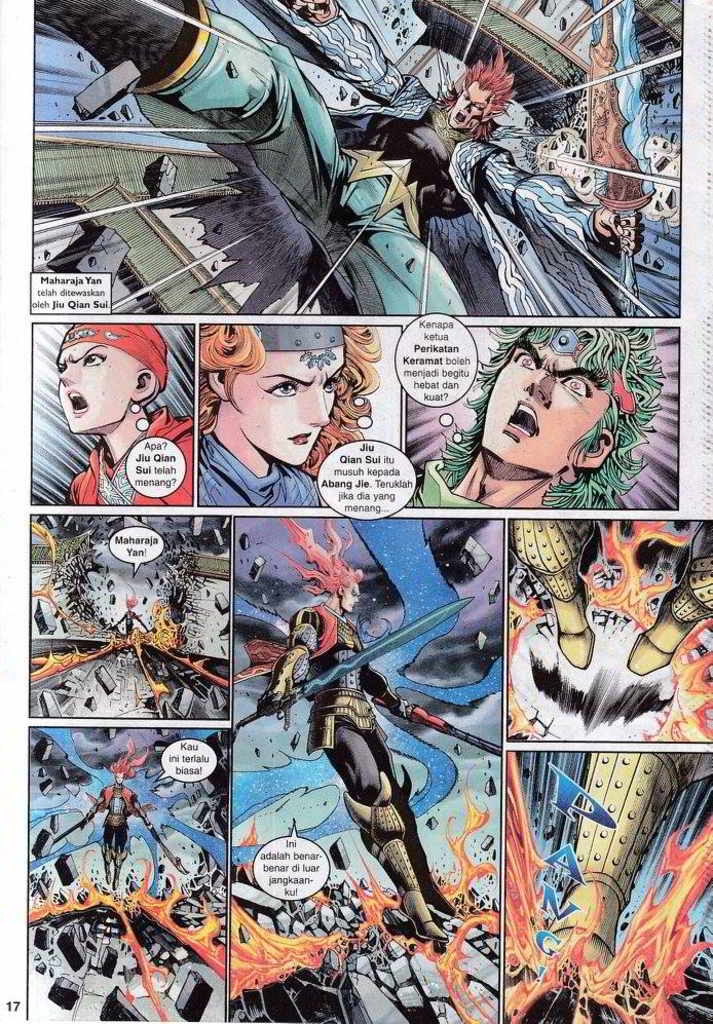 Maharaja Yan
telah ditewaskan
oleh Jiu Qian Sui.
Apa?
Jiu Qian
Sui telah
menang?
Jiu
Qian Sui itu
musuh kepada
Abang Jie. Teruklah
jika dia yang
menang...
Kenapa
ketua
Perikatan
Keramat boleh
menjadi begitu
hebat dan
kuat?
Maharaja
Yan!
Kau
ini terlalu
biasa!
Ini
adalah benar-
benar di luar
jangkaan-
ku!
PANG!
17